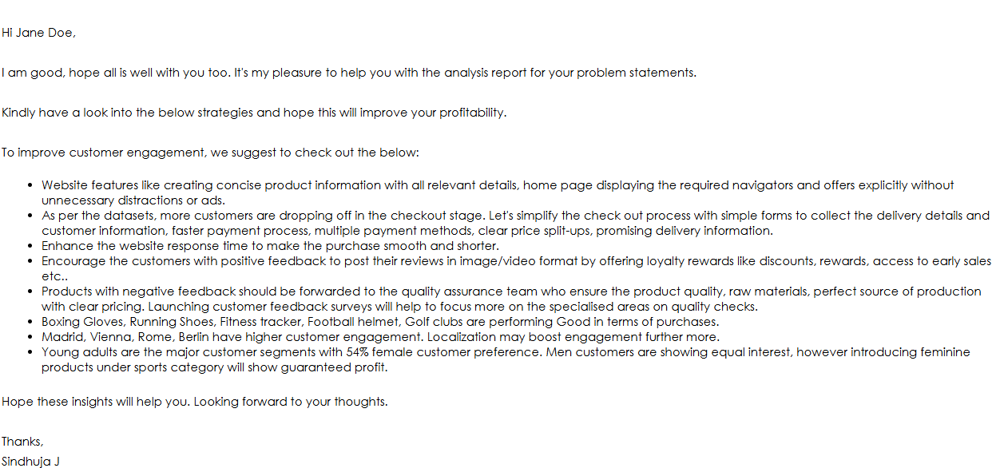 Hi Jane Doe,
I am good, hope all is well with you too. It's my pleasure to help you with the analysis report for your problem statements.
Kindly have a look into the below strategies and hope this will improve your profitability.
To improve customer engagement, we suggest to check out the below:
• Website features like creating concise product information with all relevant details, home page displaying the required navigators and offers explicitly without
unnecessary distractions or ads.
• As per the datasets, more customers are dropping off in the checkout stage. Let's simplify the check out process with simple forms to collect the delivery details and
customer information, faster payment process, multiple payment methods, clear price split-ups, promising delivery information.
• Enhance the website response time to make the purchase smooth and shorter.
• Encourage the customers with positive feedback to post their reviews in image/video format by offering loyalty rewards like discounts, rewards, access to early sales
etc..
• Products with negative feedback should be forwarded to the quality assurance team who ensure the product quality, raw materials, perfect source of production
with clear pricing. Launching customer feedback surveys will help to focus more on the specialised areas on quality checks.
• Boxing Gloves, Running Shoes, Fitness tracker, Football helmet, Golf clubs are performing Good in terms of purchases.
• Madrid, Vienna, Rome, Berlin have higher customer engagement. Localization may boost engagement further more.
• Young adults are the major customer segments with 54% female customer preference. Men customers are showing equal interest, however introducing feminine
products under sports category will show guaranteed profit.
Hope these insights will help you. Looking forward to your thoughts.
Thanks,
Sindhuja J